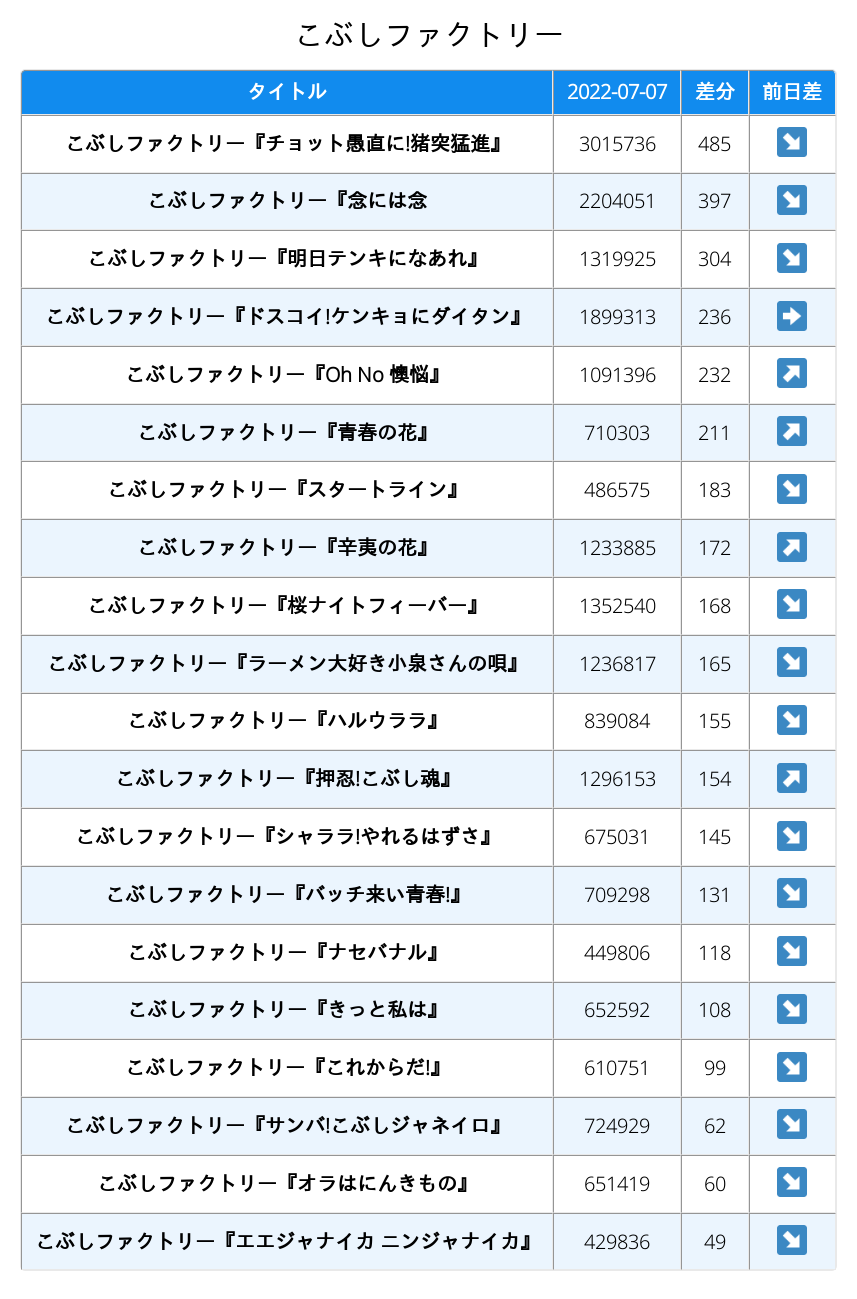 こぶしファクトリー
タイトル 2022-07-07 差分 前日差
こぶしファクトリー『チョット愚直に!猪突猛進』 3015736 485 ↘
こぶしファクトリー『念には念 2204051 397 ↘
こぶしファクトリー『明日テンキになあれ』 1319925 304 ↘
こぶしファクトリー『ドスコイ!ケンキョにダイタン』 1899313 236 ➡
こぶしファクトリー『Oh No 懊悩』 1091396 232 ↗
こぶしファクトリー『青春の花』 710303 211 ↗
こぶしファクトリー『スタートライン』 486575 183 ↘
こぶしファクトリー『辛夷の花』 1233885 172 ↗
こぶしファクトリー『桜ナイトフィーバー』 1352540 168 ↘
こぶしファクトリー『ラーメン大好き小泉さんの唄』 1236817 165 ↘
こぶしファクトリー『ハルウララ』 839084 155 ↘
こぶしファクトリー『押忍!こぶし魂』 1296153 154 ↗
こぶしファクトリー『シャララ!やれるはずさ』 675031 145 ↘
こぶしファクトリー『バッチ来い青春!』 709298 131 ↘
こぶしファクトリー『ナセバナル』 449806 118 ↘
こぶしファクトリー『きっと私は』 652592 108 ↘
こぶしファクトリー『これからだ!』 610751 99 ↘
こぶしファクトリー『サンバ!こぶしジャネイロ』 724929 62 ↘
こぶしファクトリー『オラはにんきもの』 651419 60 ↘
こぶしファクトリー『エエジャナイカ ニンジャナイカ』 429836 49 ↘